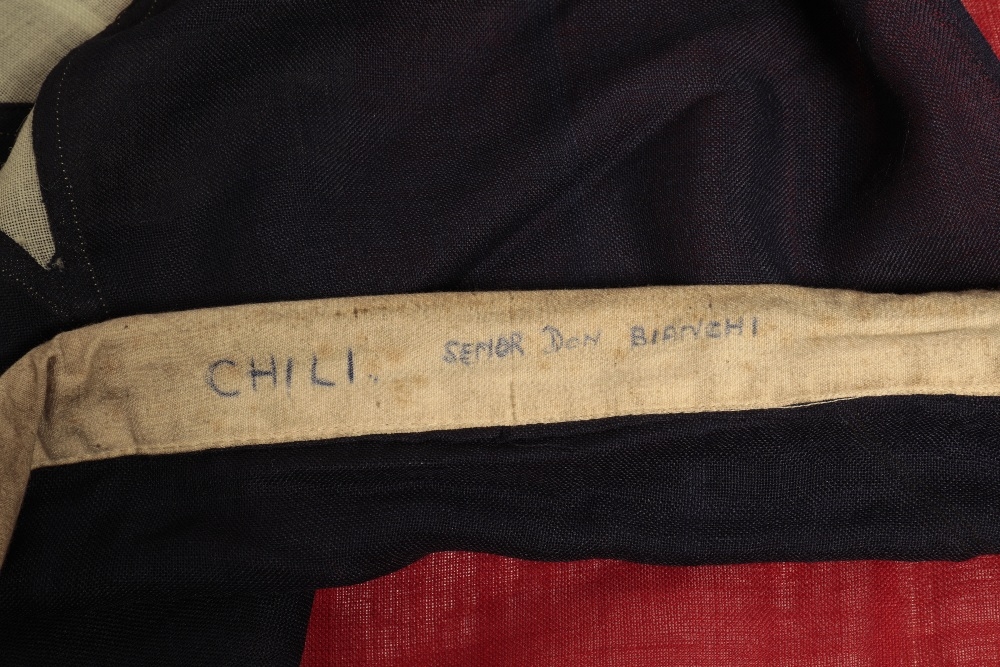 CHILI. SENOR DON BIANCHI